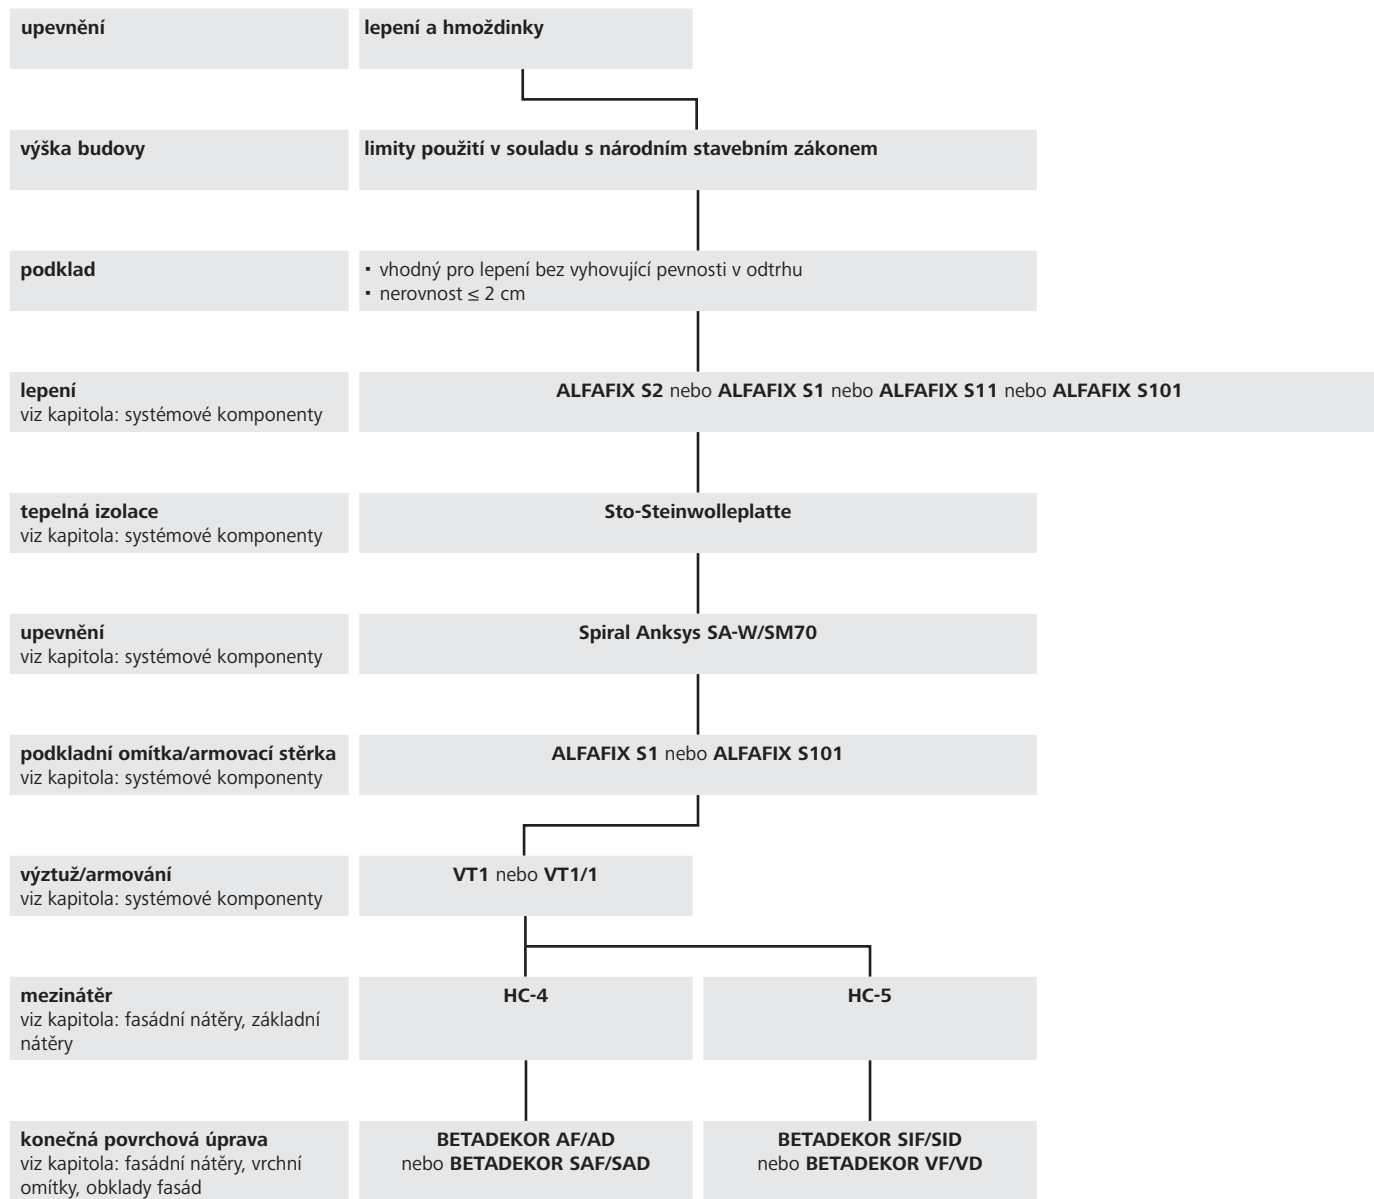 upevnění
lepení a hmoždinky
výška budovy
limity použití v souladu s národním stavebním zákonem
podklad
▪ vhodný pro lepení bez vyhovující pevnosti v odtrhu
▪ nerovnost ≤ 2 cm
lepení
viz kapitola: systémové komponenty
ALFAFIX S2 nebo ALFAFIX S1 nebo ALFAFIX S11 nebo ALFAFIX S101
tepelná izolace
viz kapitola: systémové komponenty
Sto-Steinwolleplatte
upevnění
viz kapitola: systémové komponenty
Spiral Anksys SA-W/SM70
podkladní omítka/armovací stěrka
viz kapitola: systémové komponenty
ALFAFIX S1 nebo ALFAFIX S101
výztuž/armování
viz kapitola: systémové komponenty
VT1 nebo VT1/1
mezinátěr
viz kapitola: fasádní nátěry, základní
nátěry
HC-4
HC-5
konečná povrchová úprava
viz kapitola: fasádní nátěry, vrchní
omítky, obklady fasád
BETADEKOR AF/AD
nebo BETADEKOR SAF/SAD
BETADEKOR SIF/SID
nebo BETADEKOR VF/VD